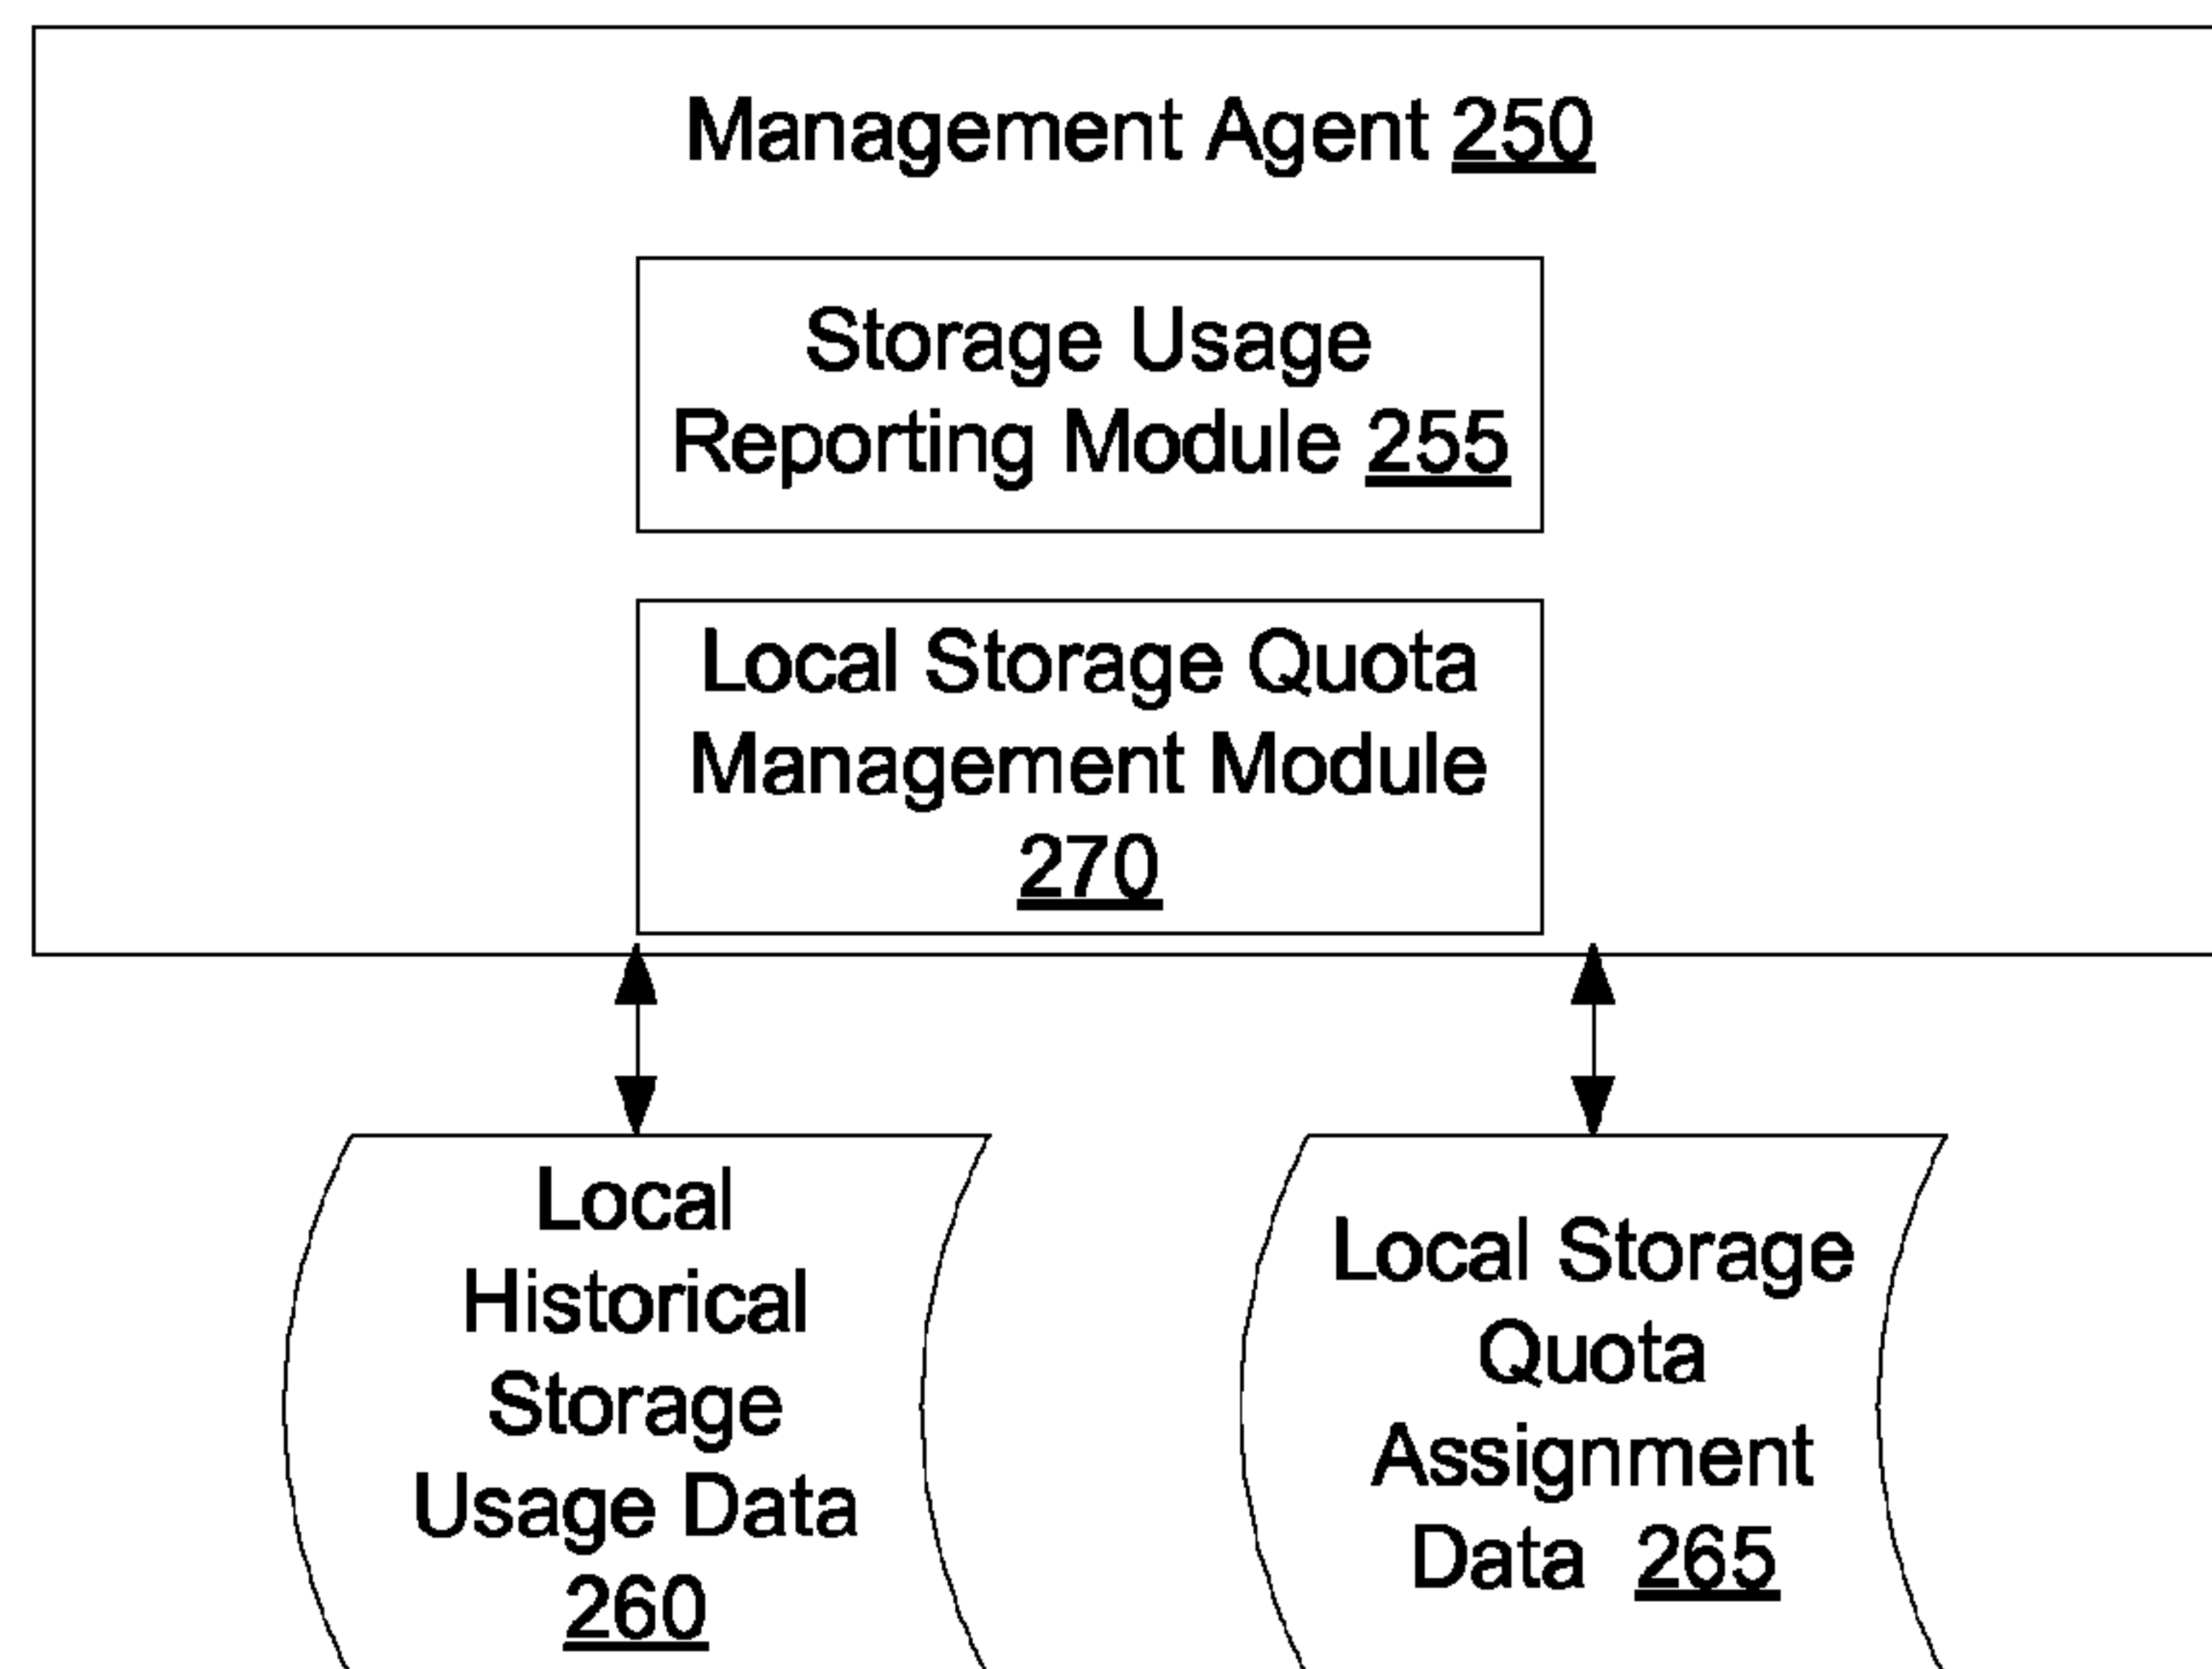 Management Agent 250
Storage Usage
Reporting Module 255
Local Storage Quota
Management Module
270
Local
Historical
Storage
Usage Data
260
Local Storage
Quota
Assignment
Data 265